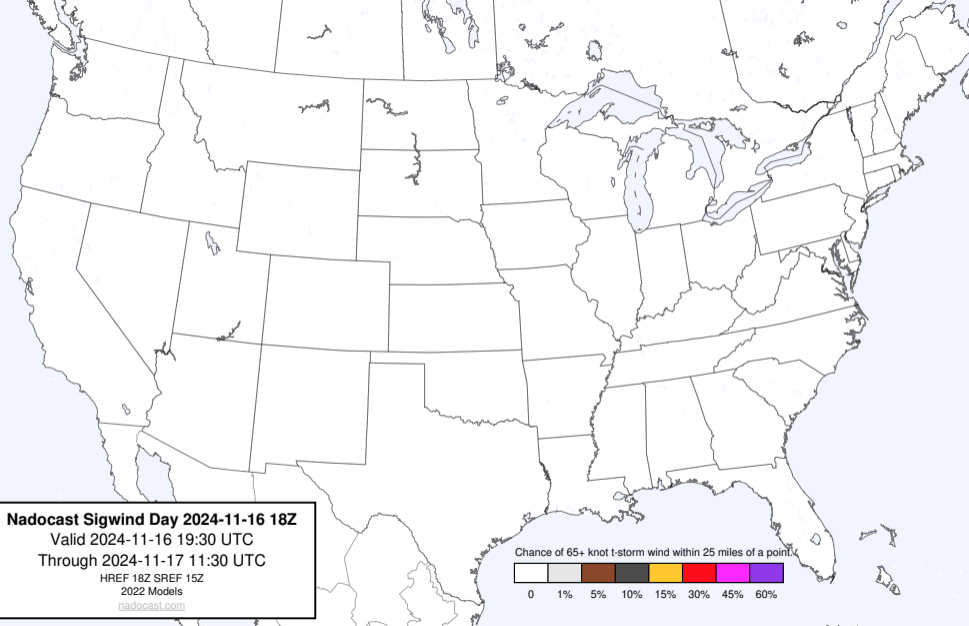 Nadocast Sigwind Day 2024-11-16 18Z
Valid 2024-11-16 19:30 UTC
Through 2024-11-17 11:30 UTC
HREF 18Z SREF 15Z
2022 Models
nadocast.com
Chance of 65+ knot t-storm wind within 25 miles of a point.
0 1% 5% 10% 15% 30% 45% 60%